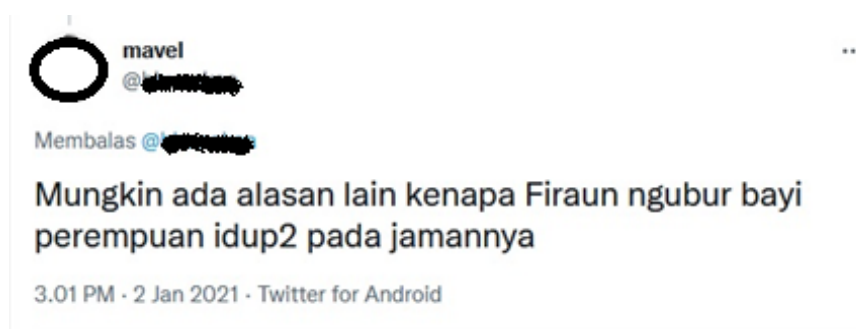 mavel
@
Membalas @
Mungkin ada alasan lain kenapa Firaun ngubur bayi
perempuan idup2 pada jamannya
3.01 PM · 2 Jan 2021 · Twitter for Android